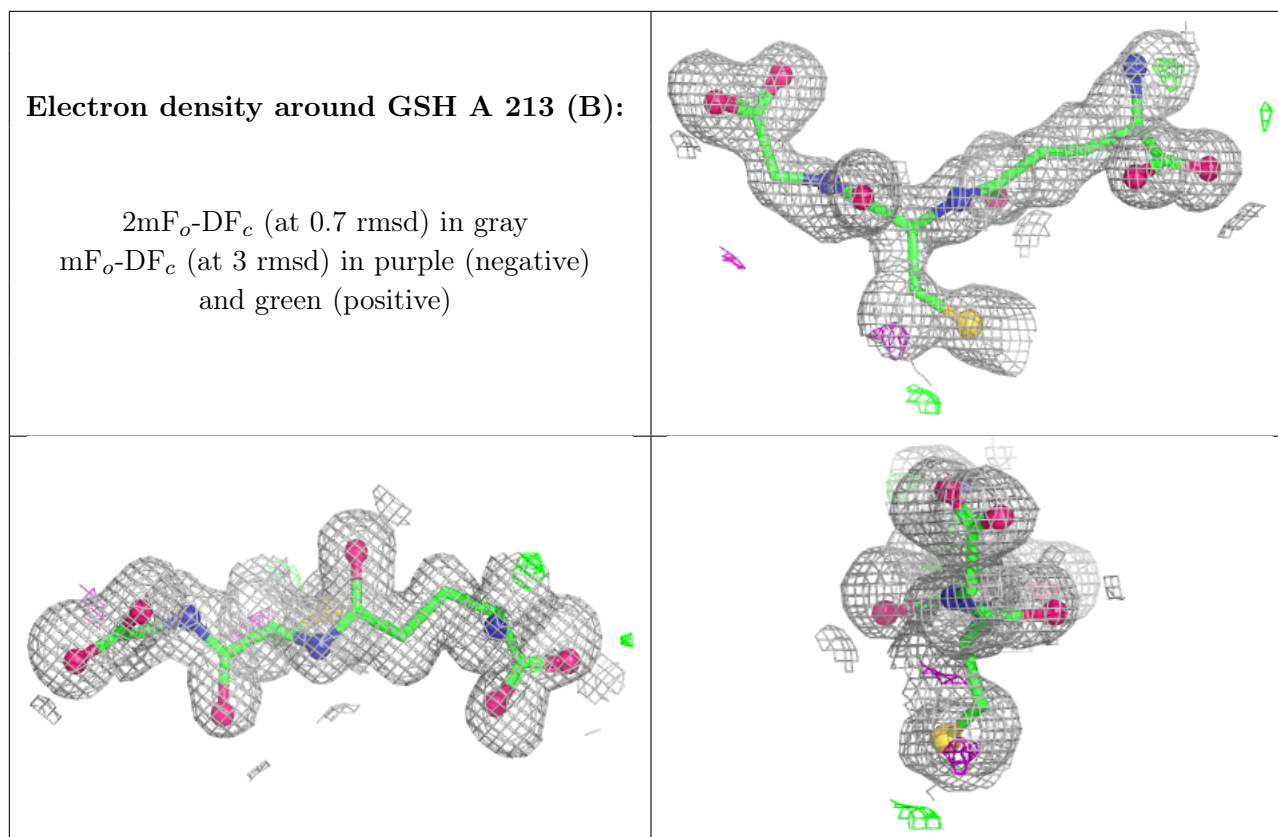 Electron density around GSH A 213 (B):
2mFₒ-DF𝒸 (at 0.7 rmsd) in gray
mFₒ-DF𝒸 (at 3 rmsd) in purple (negative)
and green (positive)